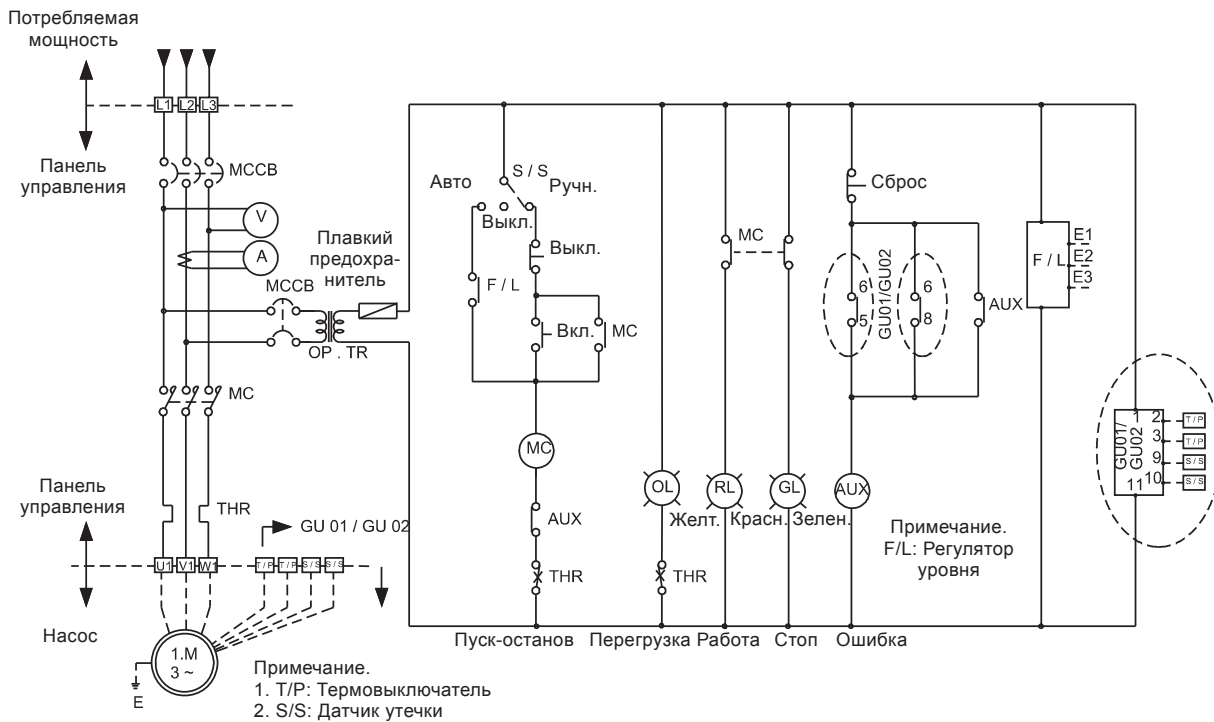 Потребляемая
мощность
L1 L2 L3
Панель
управления
MCCB
V
A
Плавкий
предохра-
нитель
MCCB
OP . TR
MC
Панель
управления
THR
GU 01 / GU 02
U1 V1 W1 T/P T/P S/S S/S
Насос
1.M
3 ~
E
Примечание.
1. T/P: Термовыключатель
2. S/S: Датчик утечки
S / S
Авто
Ручн.
Выкл.
Выкл.
F / L
Вкл.
MC
MC
AUX
THR
Пуск-останов
OL
Желт.
THR
Перегрузка
MC
RL
Красн.
Работа
GL
Зелен.
Стоп
Сброс
6
5
GU01/GU02
6
8
AUX
AUX
Ошибка
F / L
E1
E2
E3
Примечание.
F/L: Регулятор
уровня
GU01/
GU02
1
2 T/P
3 T/P
9 S/S
11 10 S/S